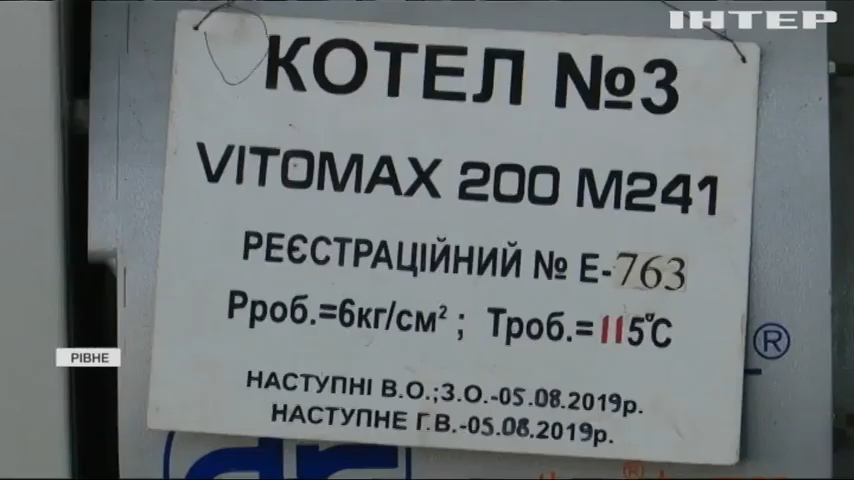 ІНТЕР
КОТЕЛ №3
VITOMAX 200 M241
РЕЄСТРАЦІЙНИЙ № Е-763
Рроб.=6кг/см² ; Троб.=115°С
РІВНЕ
НАСТУПНІ В.О.;З.О.-05.08.2019р.
НАСТУПНЕ Г.В.-05.08.2019р.